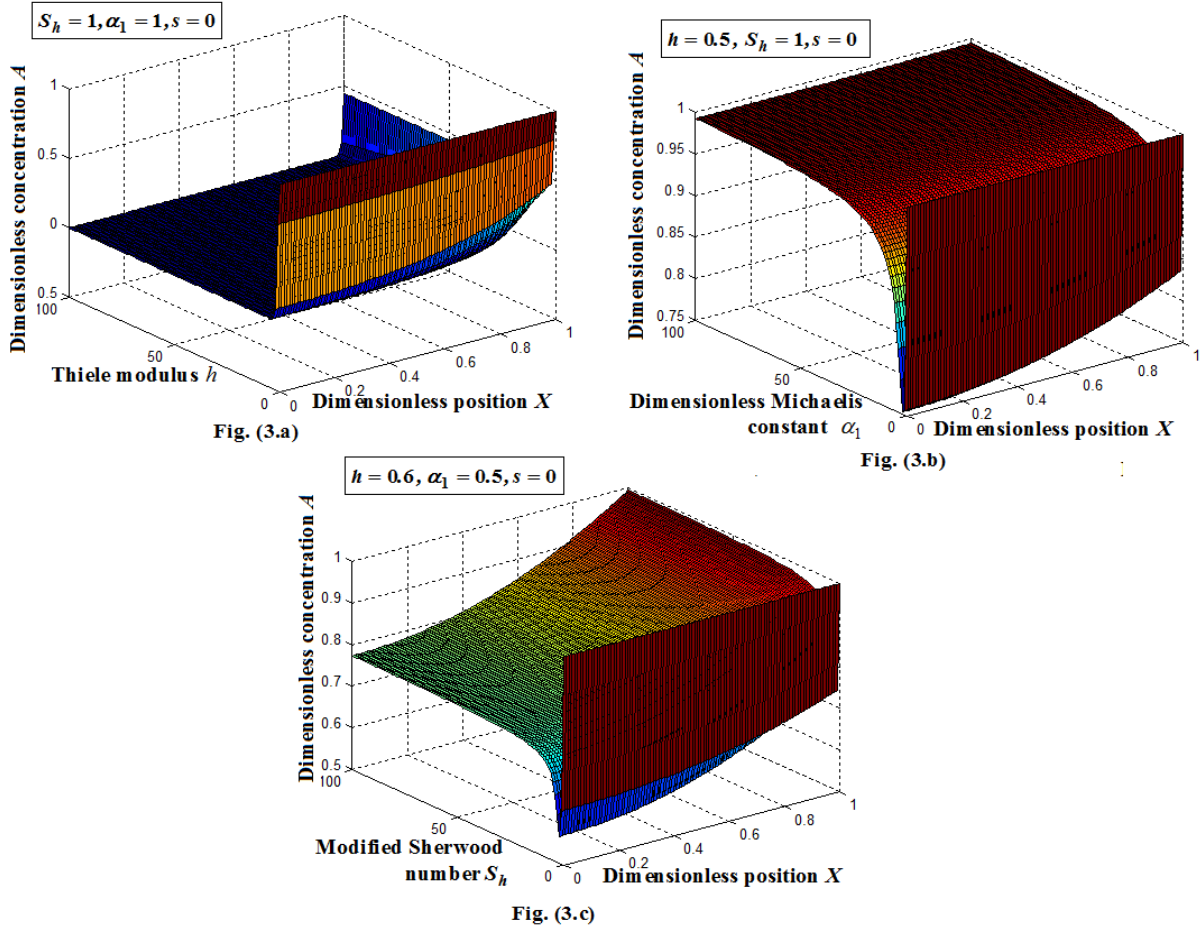 S_h = 1, α_1 = 1, s = 0
Dimensionless concentration A
1
0.5
0
0.5
100
50
0
0
0.2
0.4
0.6
0.8
1
Thiele modulus h
Dimensionless position X
Fig. (3.a)
h = 0.5, S_h = 1, s = 0
Dimensionless concentration A
1
0.95
0.9
0.85
0.8
0.75
100
50
0
0
0.2
0.4
0.6
0.8
1
Dimensionless Michaelis
constant α_1
Dimensionless position X
Fig. (3.b)
h = 0.6, α_1 = 0.5, s = 0
Dimensionless concentration A
1
0.9
0.8
0.7
0.6
0.5
100
50
0
0
0.2
0.4
0.6
0.8
1
Modified Sherwood
number S_h
Dimensionless position X
Fig. (3.c)